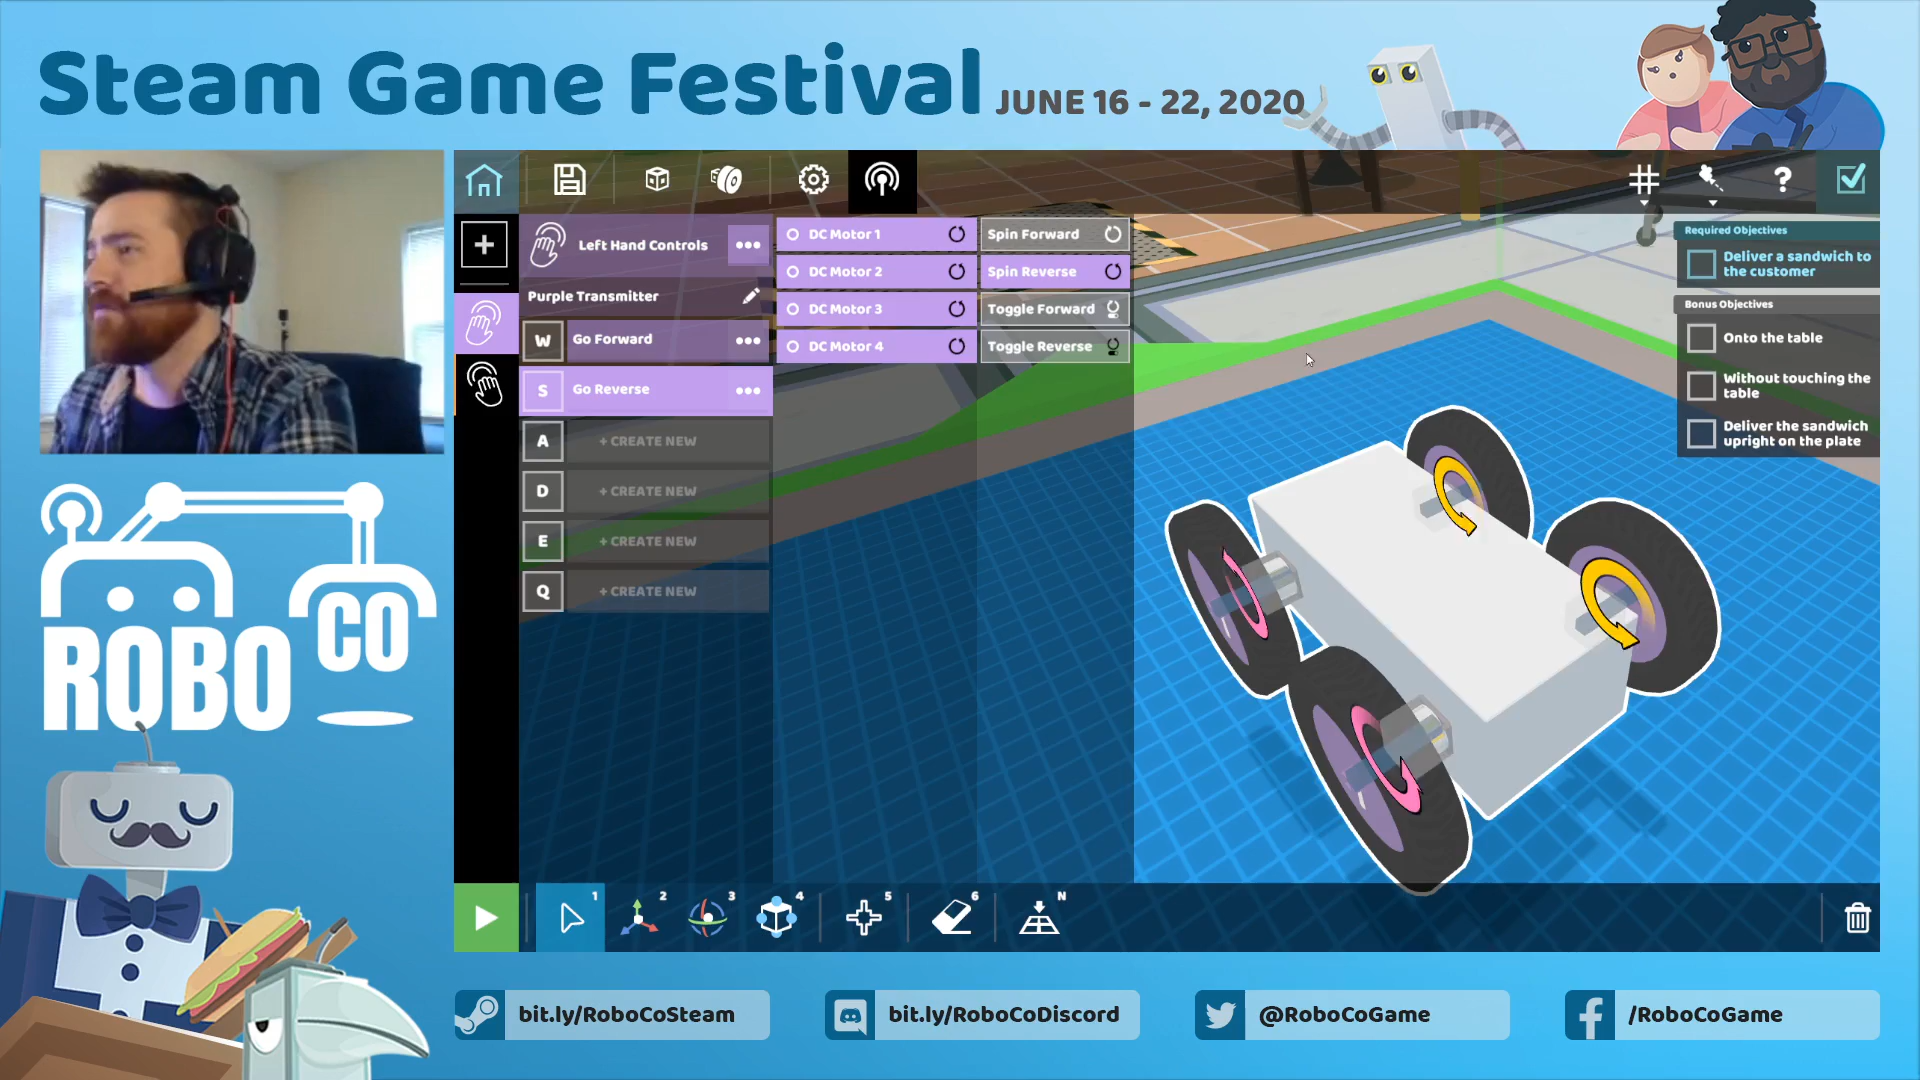 Steam Game Festival JUNE 16 - 22, 2020
Left Hand Controls
Purple Transmitter
W Go Forward
S Go Reverse
A + CREATE NEW
D + CREATE NEW
E + CREATE NEW
Q + CREATE NEW
DC Motor 1
DC Motor 2
DC Motor 3
DC Motor 4
Spin Forward
Spin Reverse
Toggle Forward
Toggle Reverse
?
Required Objectives
Deliver a sandwich to
the customer
Bonus Objectives
Onto the table
Without touching the
table
Deliver the sandwich
upright on the plate
ROBO
CO
1 2 3 4 5 6 N
bit.ly/RoboCoSteam
bit.ly/RoboCoDiscord
@RoboCoGame
/RoboCoGame